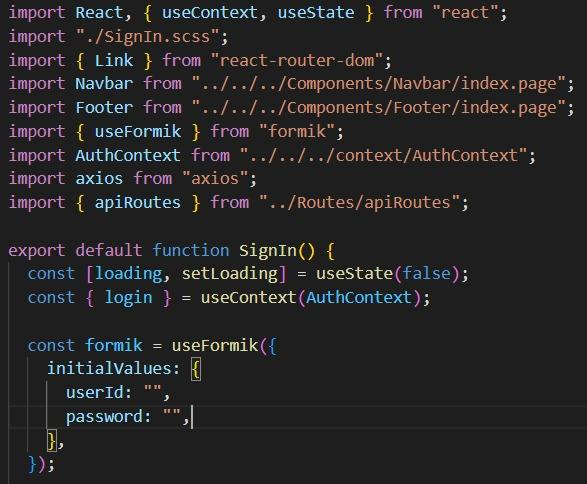 import React, { useContext, useState } from "react";
import "./SignIn.scss";
import { Link } from "react-router-dom";
import Navbar from "../../../Components/Navbar/index.page";
import Footer from "../../../Components/Footer/index.page";
import { useFormik } from "formik";
import AuthContext from "../../../context/AuthContext";
import axios from "axios";
import { apiRoutes } from "../Routes/apiRoutes";

export default function SignIn() {
  const [loading, setLoading] = useState(false);
  const { login } = useContext(AuthContext);

  const formik = useFormik({
    initialValues: {
      userId: "",
      password: "",
    },
  });